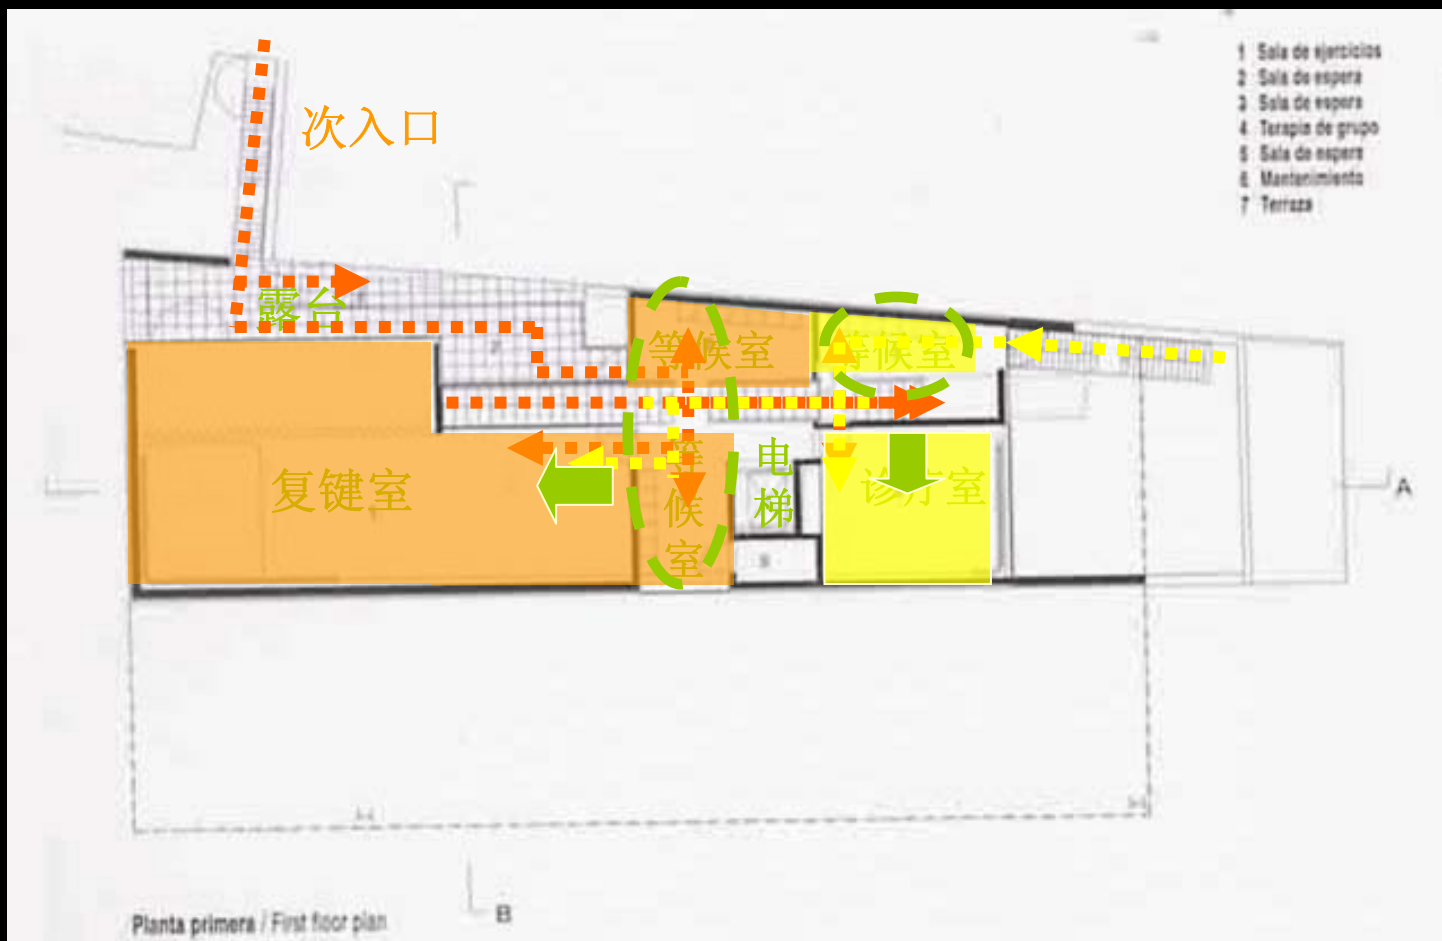 1 Sala de ejercicios
2 Sala de espera
3 Sala de espera
4 Terapia de grupo
5 Sala de espera
6 Mantenimiento
7 Terraza
次入口
露台
等候室
等候室
复键室
等候室
电梯
诊疗室
A
B
Planta primera / First floor plan